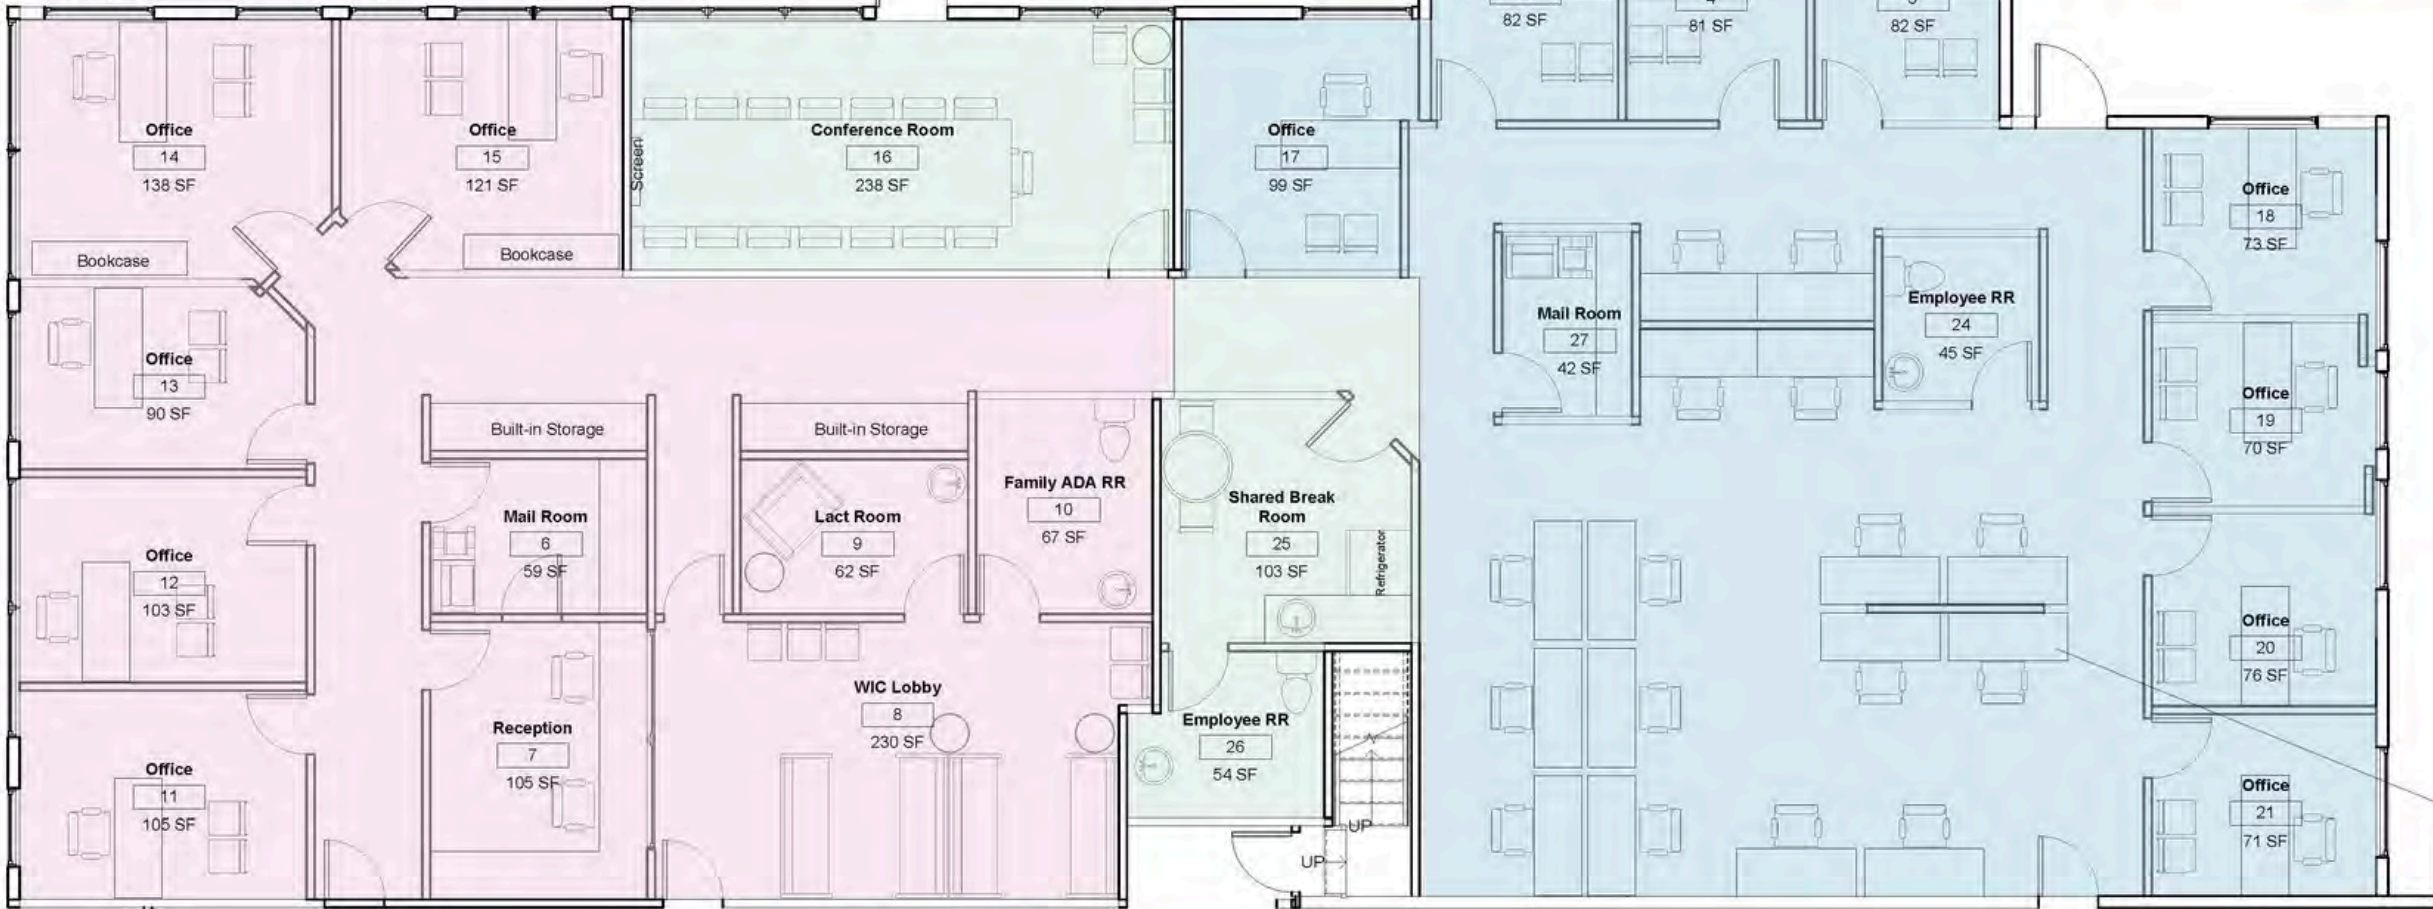 82 SF
4
81 SF
82 SF
Office
14
138 SF
Bookcase
Office
15
121 SF
Bookcase
Screen
Conference Room
16
238 SF
Office
17
99 SF
Office
18
73 SF
Office
13
90 SF
Mail Room
27
42 SF
Employee RR
24
45 SF
Office
19
70 SF
Built-in Storage
Built-in Storage
Family ADA RR
10
67 SF
Shared Break
Room
25
103 SF
Refrigerator
Office
12
103 SF
Mail Room
6
59 SF
Lact Room
9
62 SF
Office
20
76 SF
Reception
7
105 SF
WIC Lobby
8
230 SF
Employee RR
26
54 SF
UP
UP
Office
11
105 SF
Office
21
71 SF